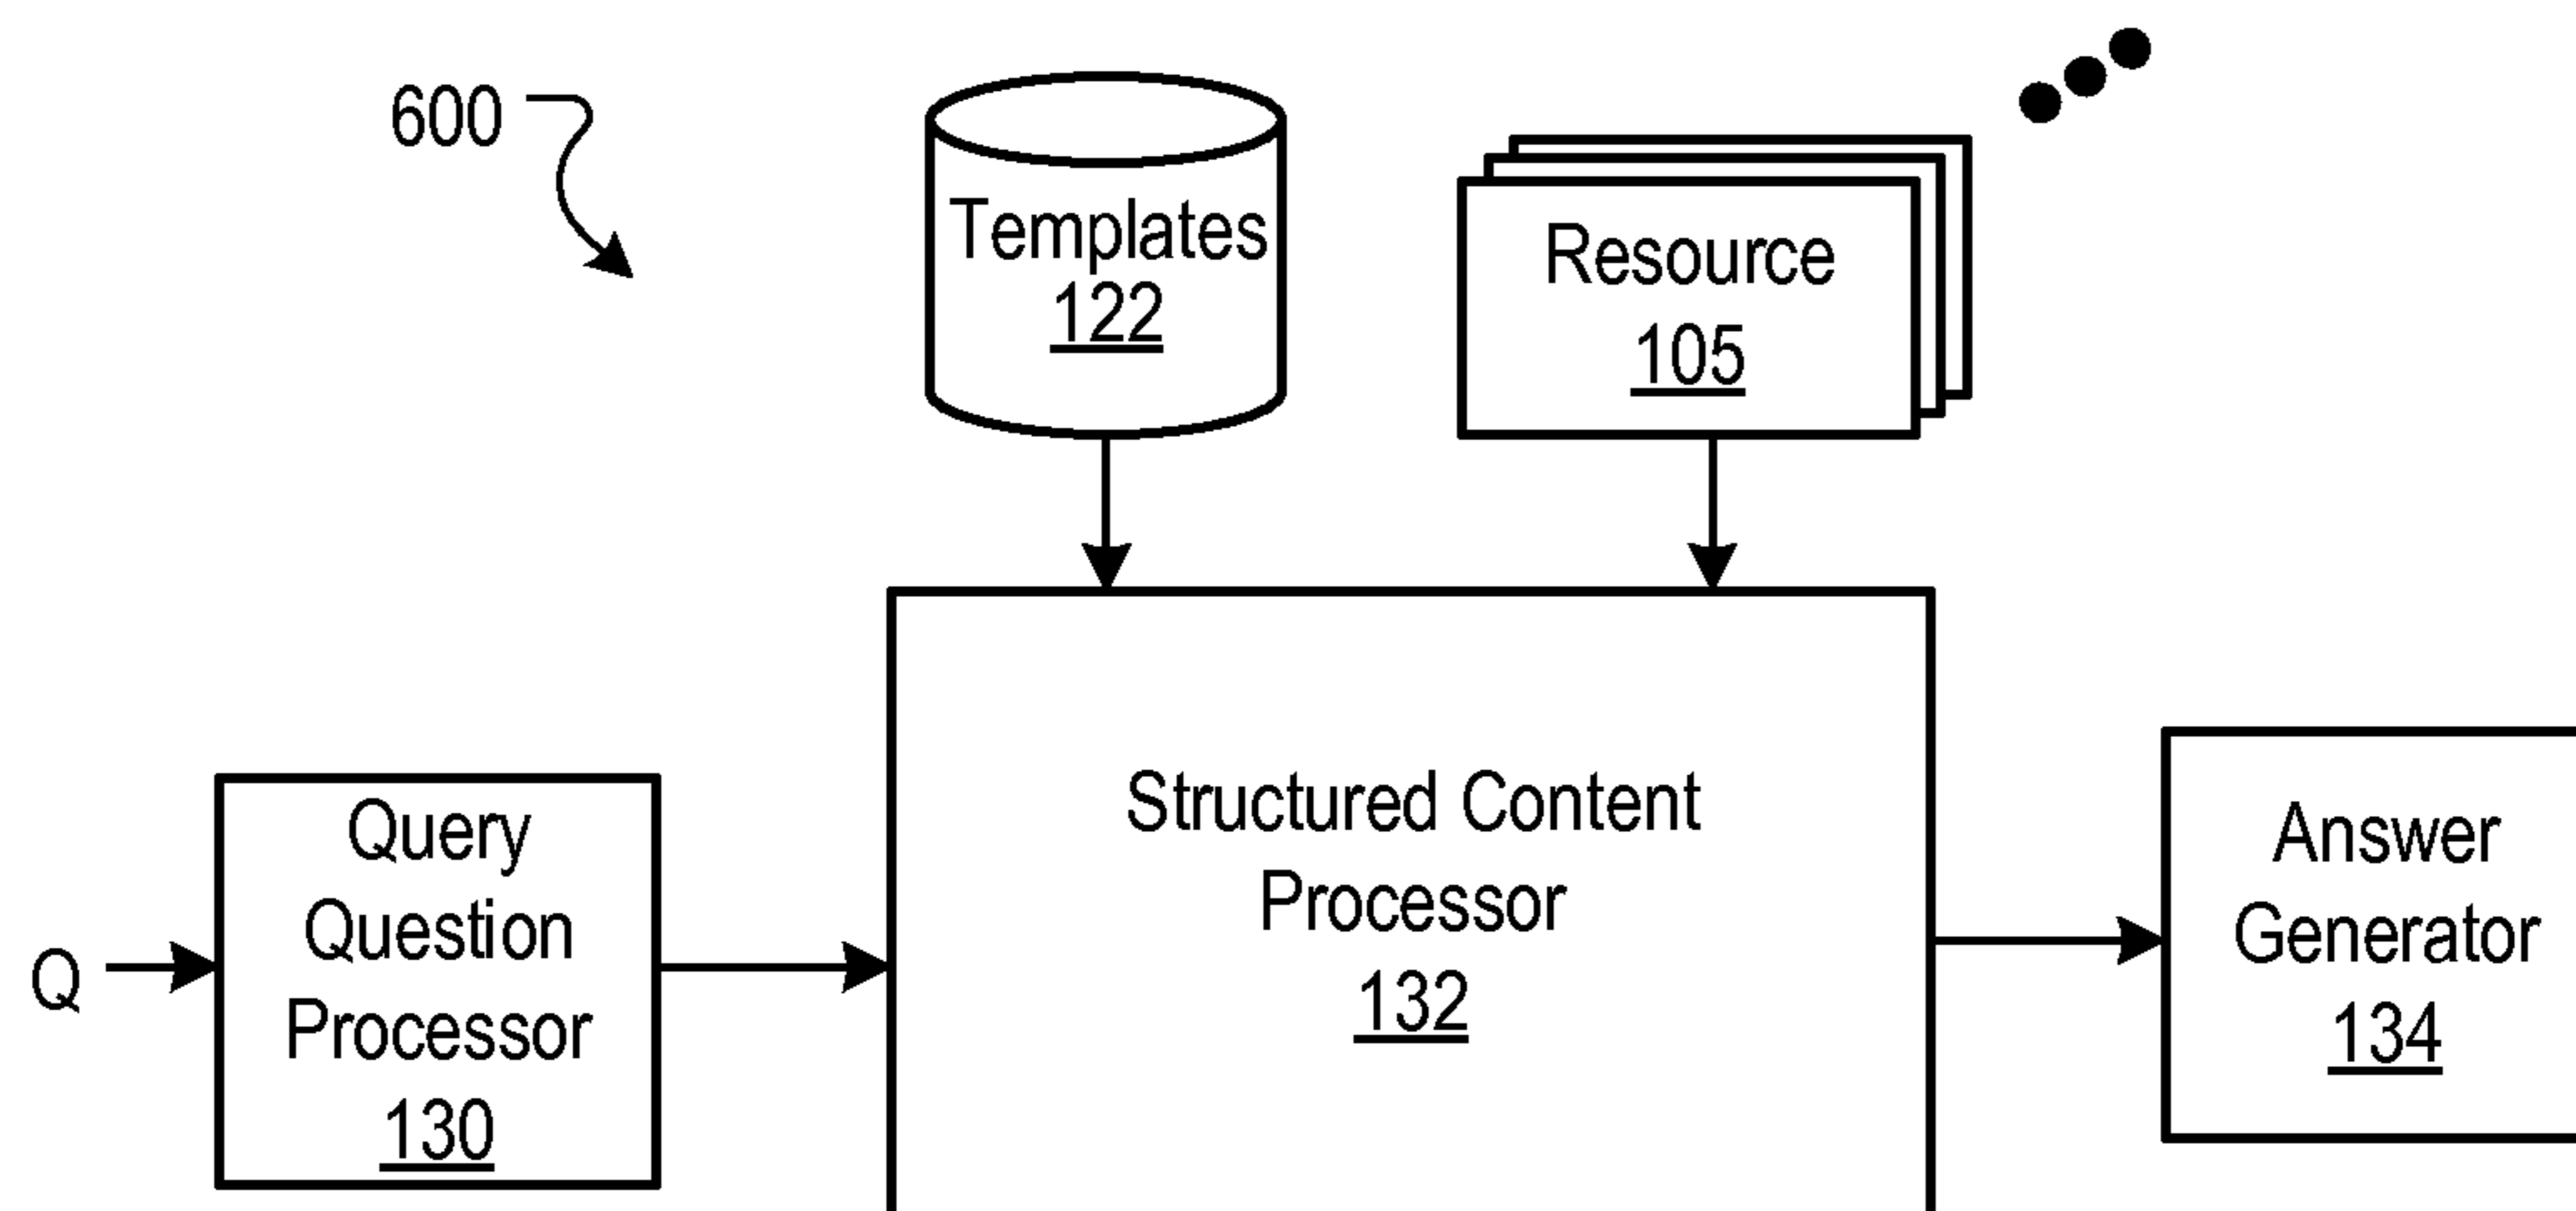 600
Templates
122
Resource
105
Q
Query
Question
Processor
130
Structured Content
Processor
132
Answer
Generator
134